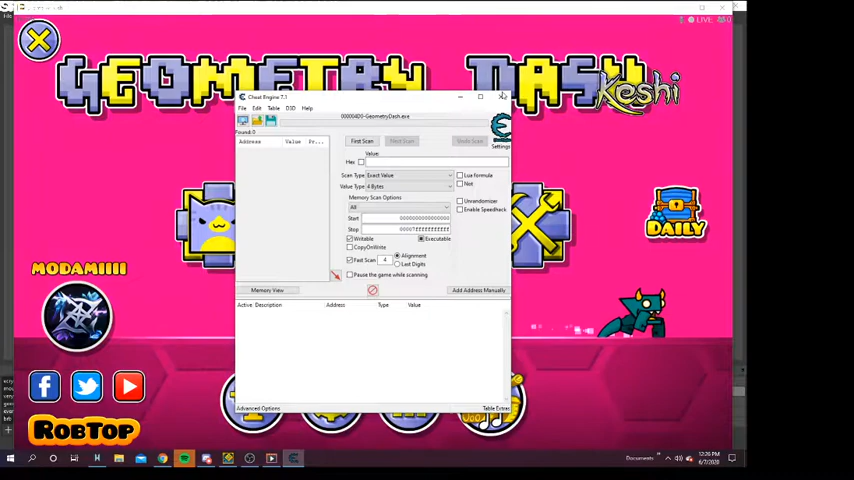 LIVE
GEOMETRY DASH
Keshi
Cheat Engine 7.1
File Edit Table D3D Help
000004D0-GeometryDash.exe
Found: 0
Address Value Pr...
First Scan Next Scan Undo Scan
Settings
Value:
Hex
Scan Type Exact Value
Value Type 4 Bytes
Lua formula
Not
Memory Scan Options
All
Start 0000000000000000
Stop 00007fffffffffff
Unrandomizer
Enable Speedhack
Writable Executable
CopyOnWrite
Fast Scan 4 Alignment
Last Digits
Pause the game while scanning
Memory View Add Address Manually
Active Description Address Type Value
Advanced Options Table Extras
DAILY
MODAMIIII
ROBTOP
Documents
12:26 PM
6/7/2020